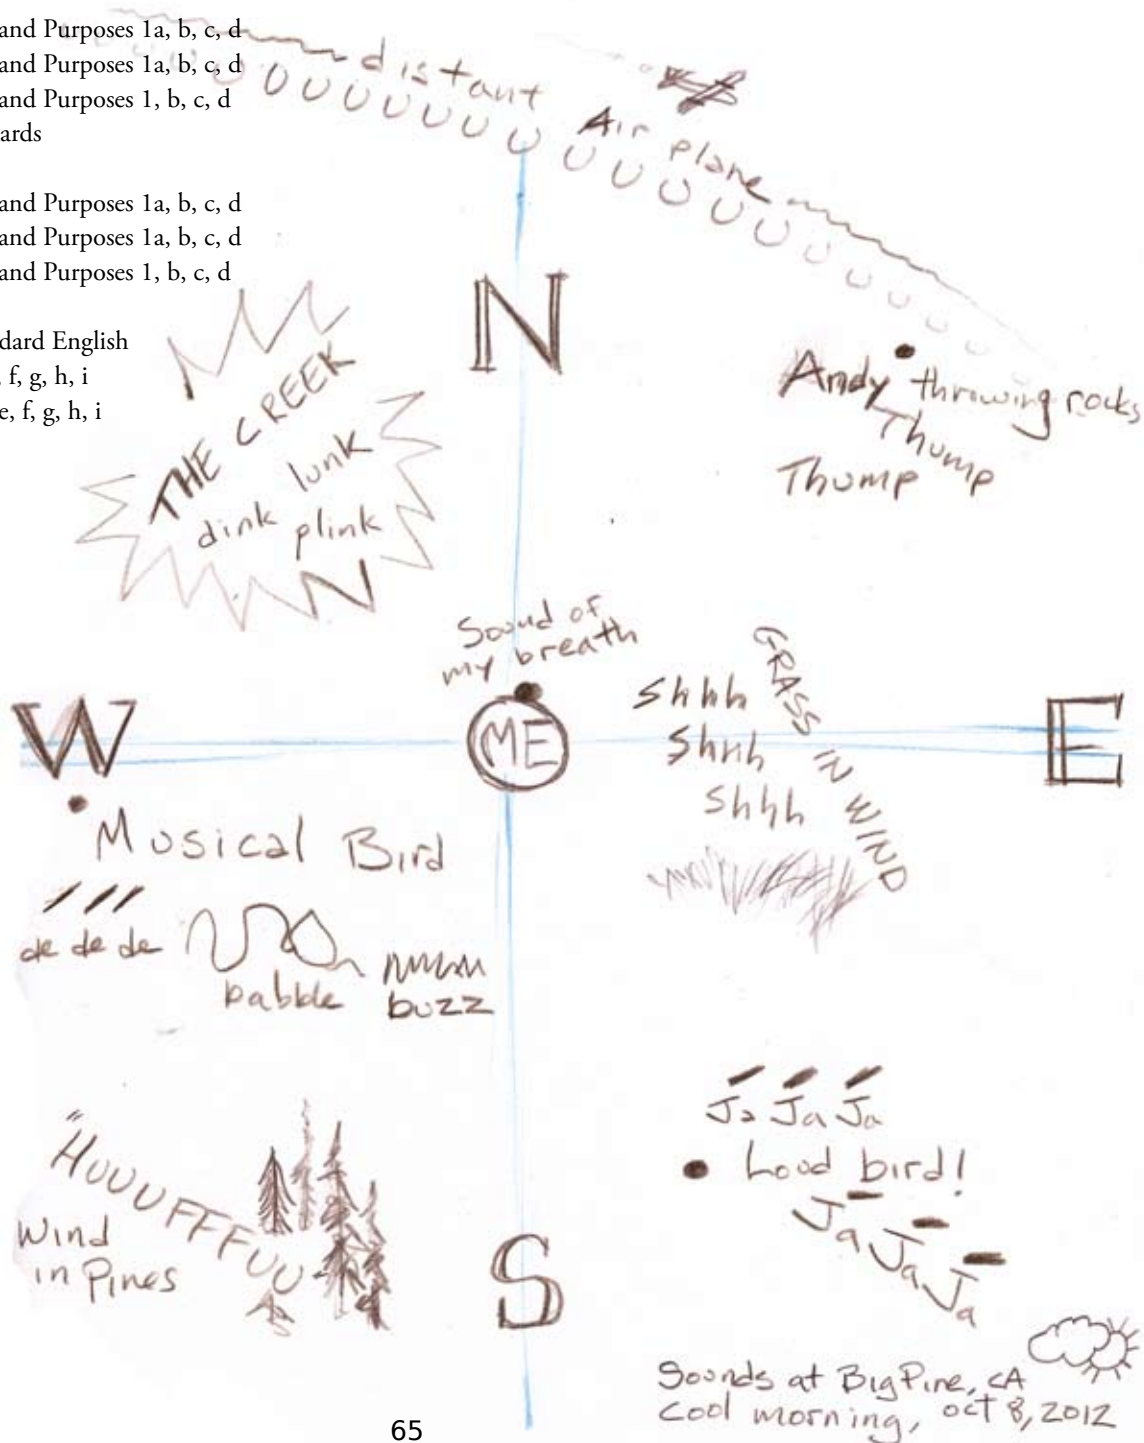 and Purposes 1a, b, c, d
and Purposes 1a, b, c, d
and Purposes 1, b, c, d
ards
and Purposes 1a, b, c, d
and Purposes 1a, b, c, d
and Purposes 1, b, c, d
dard English
, f, g, h, i
e, f, g, h, i
distant Air plane
N
THE CREEK
dink lunk
plink
Andy throwing rocks
Thump
Thump
Sound of
my breath
W
ME
E
Shhh
Shhh
Shhh
GRASS IN WIND
Musical Bird
de de de
babble
buzz
"HUUUFFFFUU
Wind
in Pines
Ja Ja Ja
Loud bird!
Ja Ja Ja
S
Sounds at Big Pine, CA
Cool morning, oct 8, 2012
65